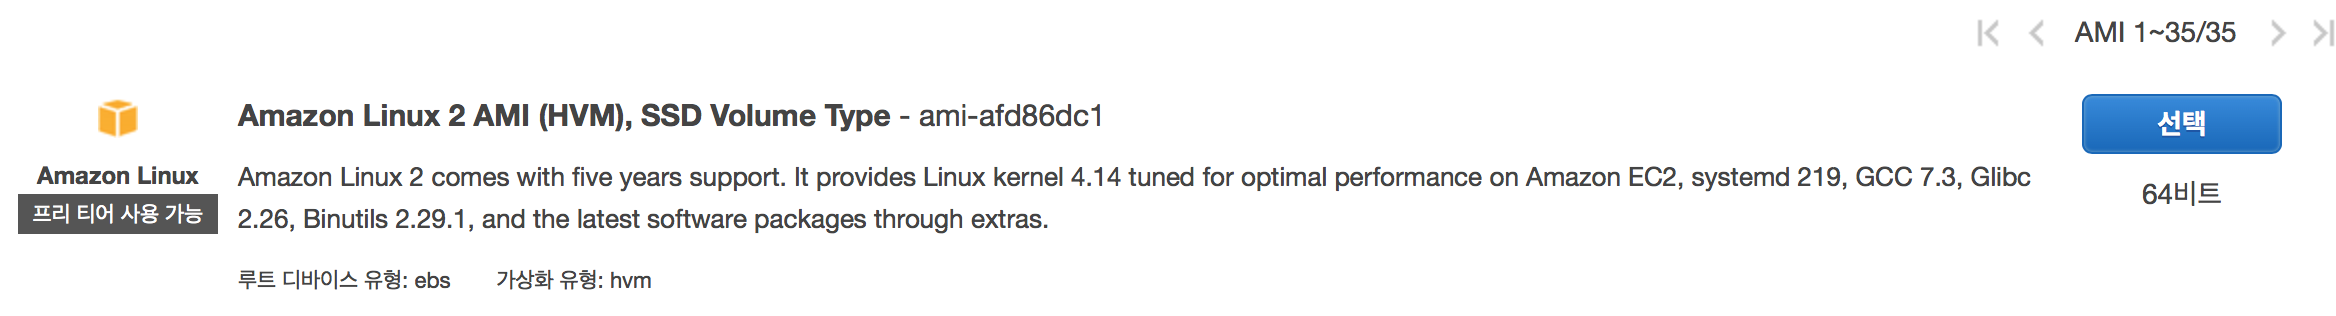 AMI 1~35/35
Amazon Linux 2 AMI (HVM), SSD Volume Type - ami-afd86dc1
선택
Amazon Linux
프리 티어 사용 가능
Amazon Linux 2 comes with five years support. It provides Linux kernel 4.14 tuned for optimal performance on Amazon EC2, systemd 219, GCC 7.3, Glibc
2.26, Binutils 2.29.1, and the latest software packages through extras.
64비트
루트 디바이스 유형: ebs 가상화 유형: hvm